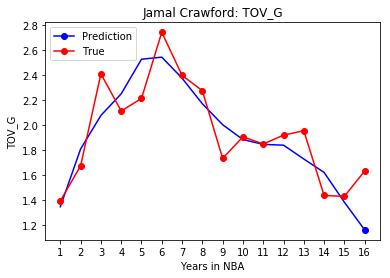 Jamal Crawford: TOV_G
Prediction
True
TOV_G
2.8
2.6
2.4
2.2
2.0
1.8
1.6
1.4
1.2
1 2 3 4 5 6 7 8 9 10 11 12 13 14 15 16
Years in NBA